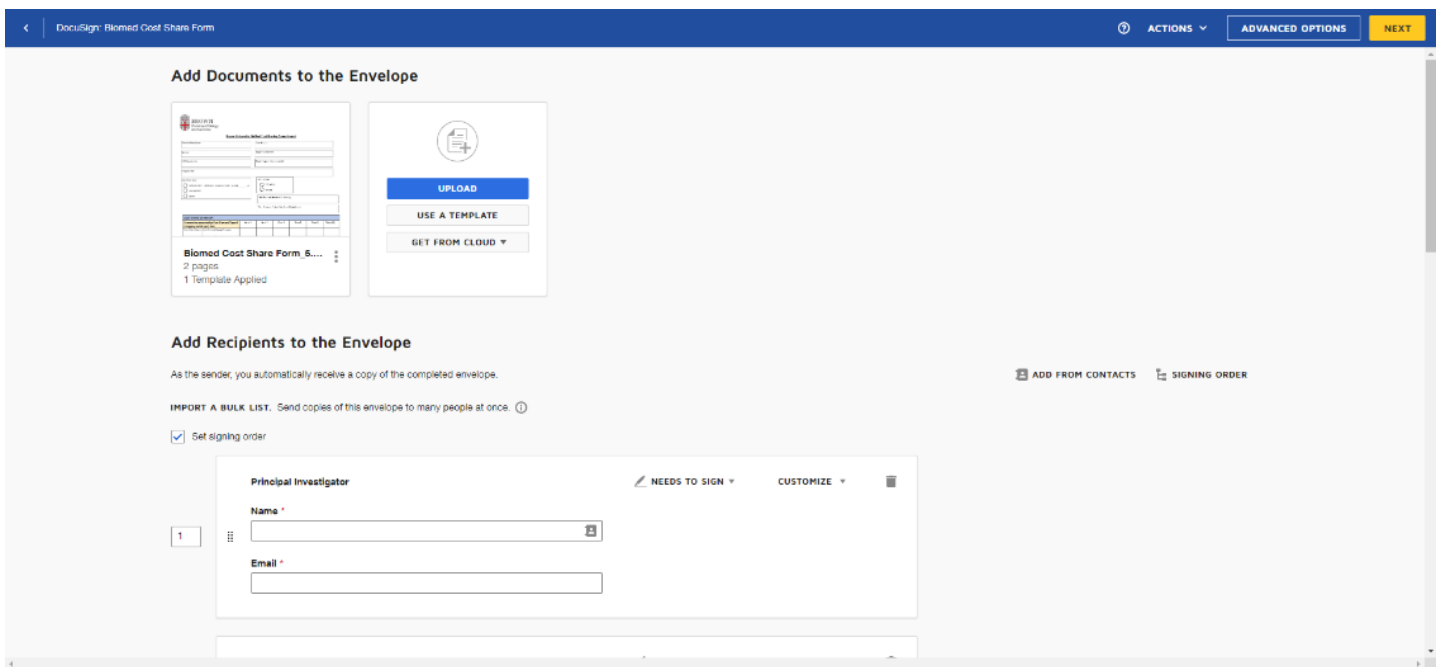 DocuSign: Biomed Cost Share Form
ACTIONS
ADVANCED OPTIONS
NEXT
Add Documents to the Envelope
BROWN
UPLOAD
USE A TEMPLATE
GET FROM CLOUD
Biomed Cost Share Form_5....
2 pages
1 Template Applied
Add Recipients to the Envelope
As the sender, you automatically receive a copy of the completed envelope.
ADD FROM CONTACTS
SIGNING ORDER
IMPORT A BULK LIST. Send copies of this envelope to many people at once.
Set signing order
Principal Investigator
NEEDS TO SIGN
CUSTOMIZE
Name *
1
Email *